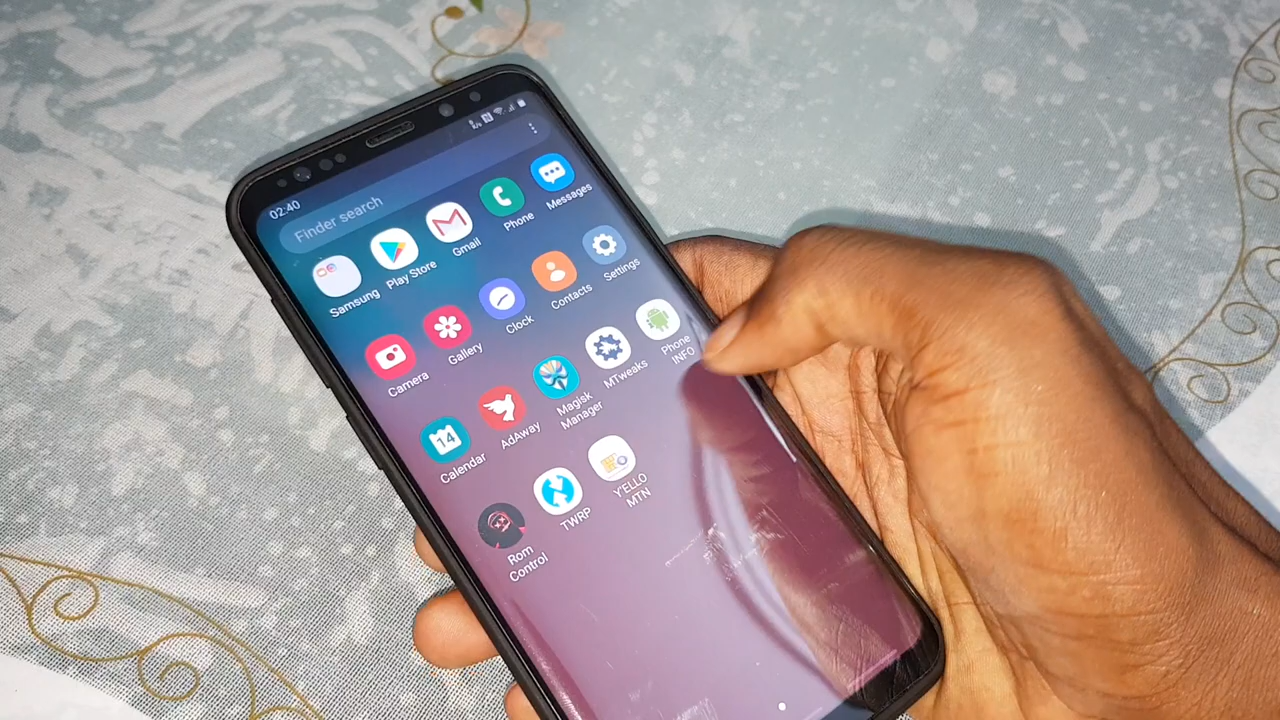 02:40
Finder search
Samsung
Play Store
Gmail
Phone
Messages
Camera
Gallery
Clock
Contacts
Settings
14
Calendar
AdAway
Magisk
Manager
MTweaks
Phone
INFO
Rom
Control
TWRP
Y'ELLO
MTN